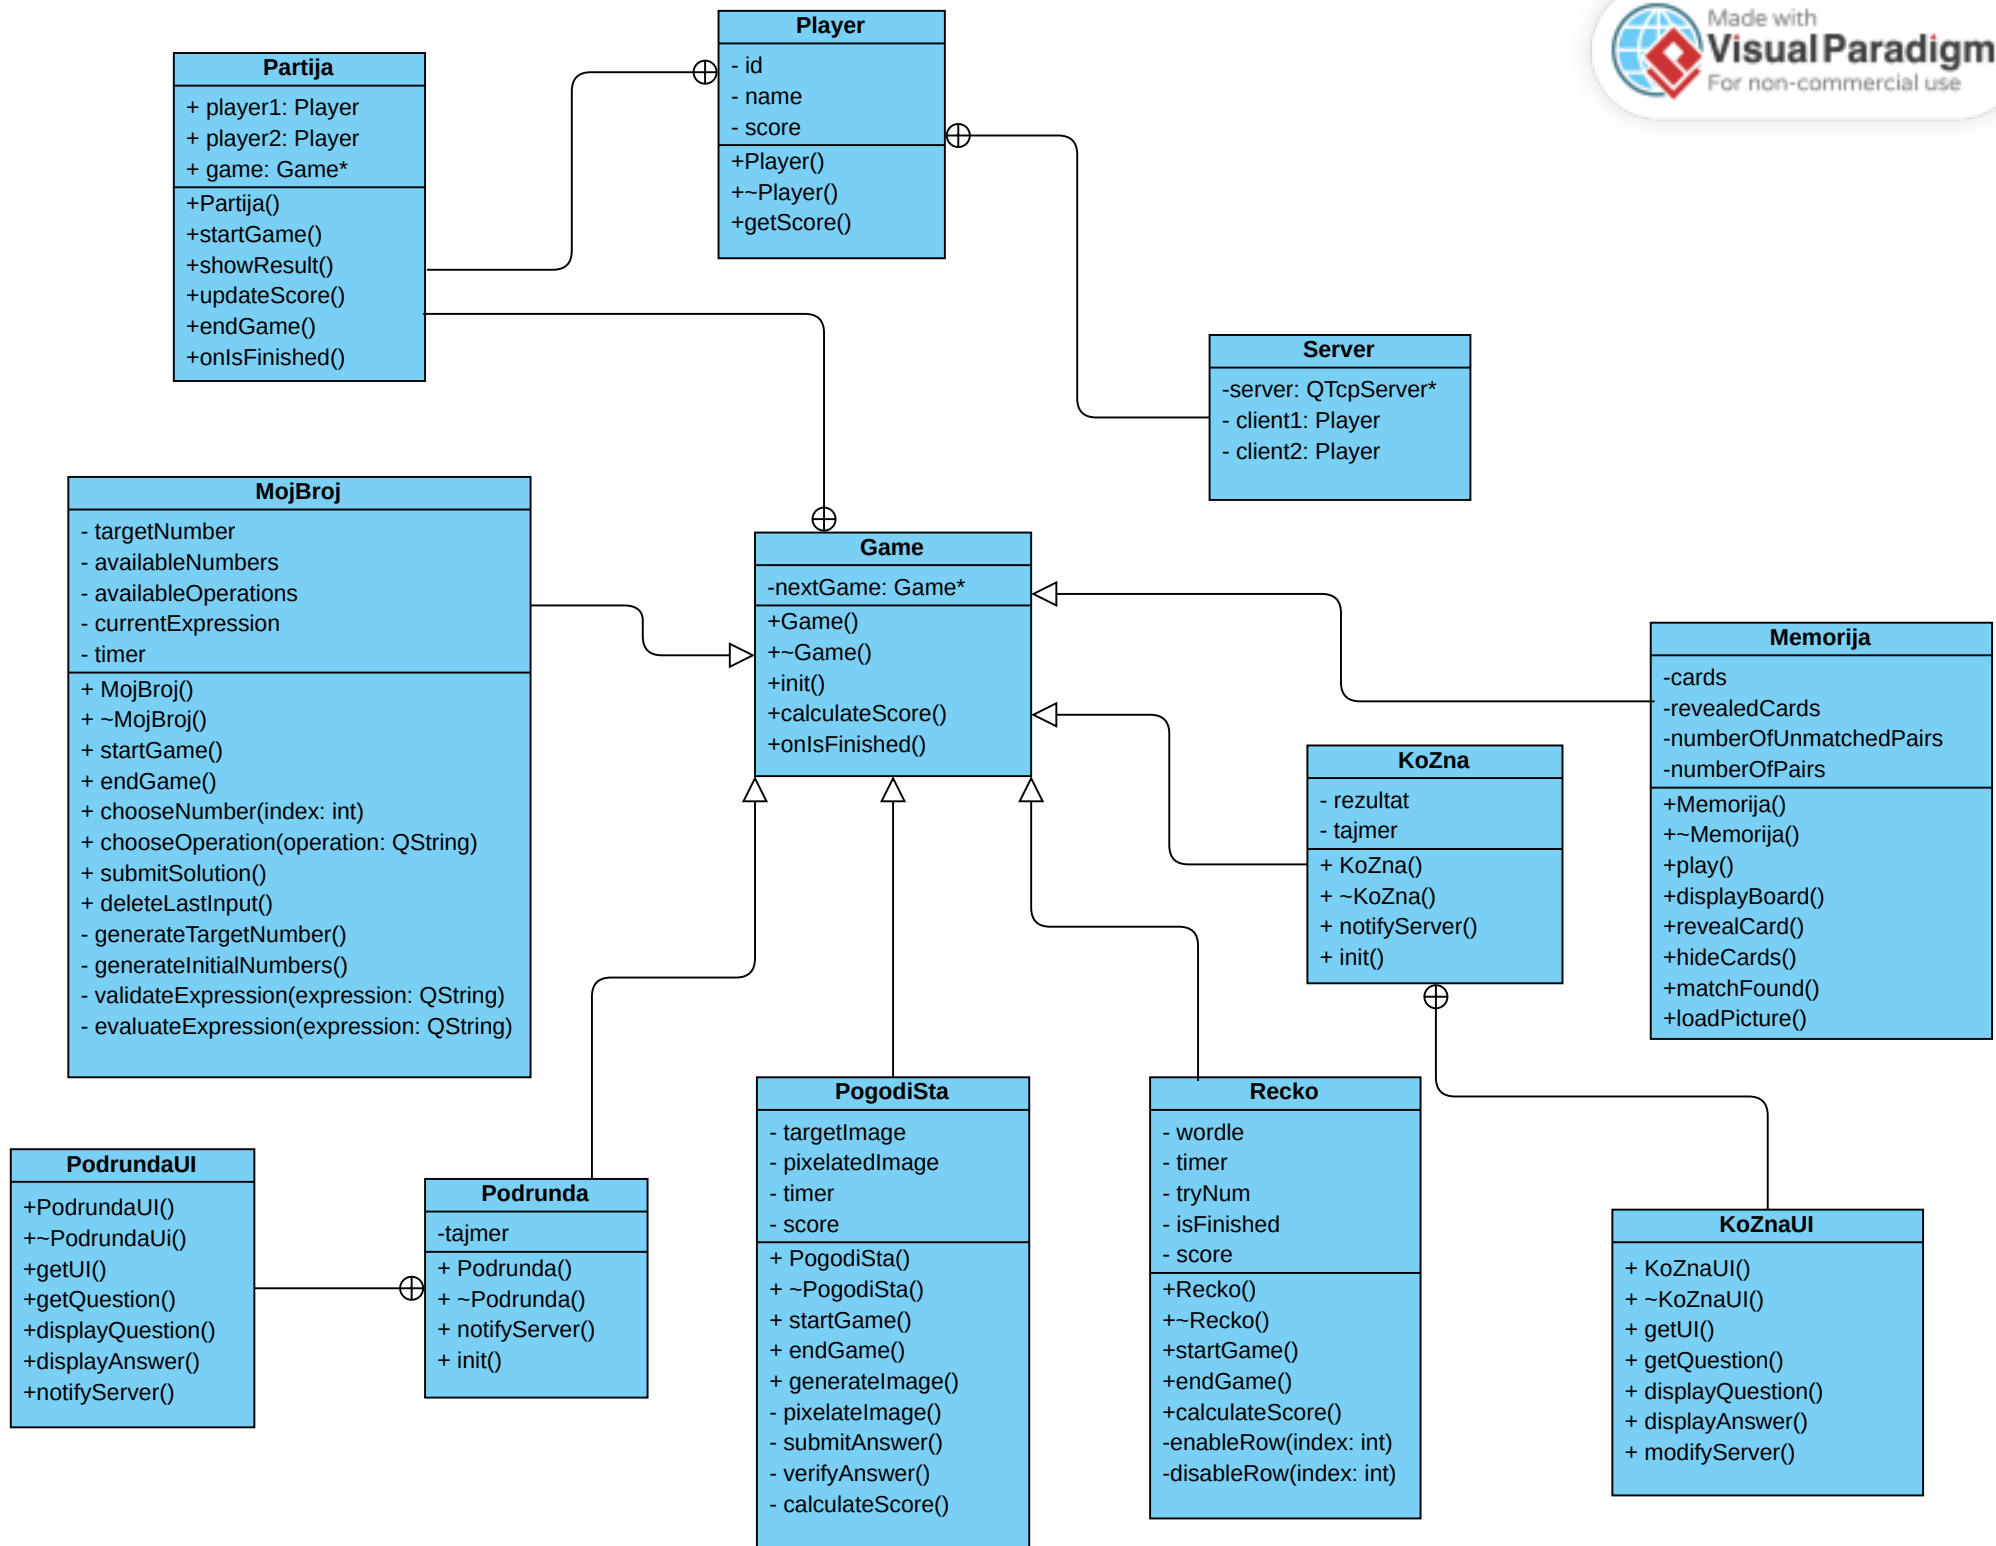 Made with
Visual Paradigm
For non-commercial use
Player
- id
- name
- score
+Player()
+~Player()
+getScore()
Partija
+ player1: Player
+ player2: Player
+ game: Game*
+Partija()
+startGame()
+showResult()
+updateScore()
+endGame()
+onIsFinished()
Server
-server: QTcpServer*
- client1: Player
- client2: Player
MojBroj
- targetNumber
- availableNumbers
- availableOperations
- currentExpression
- timer
+ MojBroj()
+ ~MojBroj()
+ startGame()
+ endGame()
+ chooseNumber(index: int)
+ chooseOperation(operation: QString)
+ submitSolution()
+ deleteLastInput()
- generateTargetNumber()
- generateInitialNumbers()
- validateExpression(expression: QString)
- evaluateExpression(expression: QString)
Game
-nextGame: Game*
+Game()
+~Game()
+init()
+calculateScore()
+onIsFinished()
Memorija
-cards
-revealedCards
-numberOfUnmatchedPairs
-numberOfPairs
+Memorija()
+~Memorija()
+play()
+displayBoard()
+revealCard()
+hideCards()
+matchFound()
+loadPicture()
KoZna
- rezultat
- tajmer
+ KoZna()
+ ~KoZna()
+ notifyServer()
+ init()
PodrundaUI
+PodrundaUI()
+~PodrundaUi()
+getUI()
+getQuestion()
+displayQuestion()
+displayAnswer()
+notifyServer()
Podrunda
-tajmer
+ Podrunda()
+ ~Podrunda()
+ notifyServer()
+ init()
PogodiSta
- targetImage
- pixelatedImage
- timer
- score
+ PogodiSta()
+ ~PogodiSta()
+ startGame()
+ endGame()
+ generateImage()
- pixelateImage()
- submitAnswer()
- verifyAnswer()
- calculateScore()
Recko
- wordle
- timer
- tryNum
- isFinished
- score
+Recko()
+~Recko()
+startGame()
+endGame()
+calculateScore()
-enableRow(index: int)
-disableRow(index: int)
KoZnaUI
+ KoZnaUI()
+ ~KoZnaUI()
+ getUI()
+ getQuestion()
+ displayQuestion()
+ displayAnswer()
+ modifyServer()